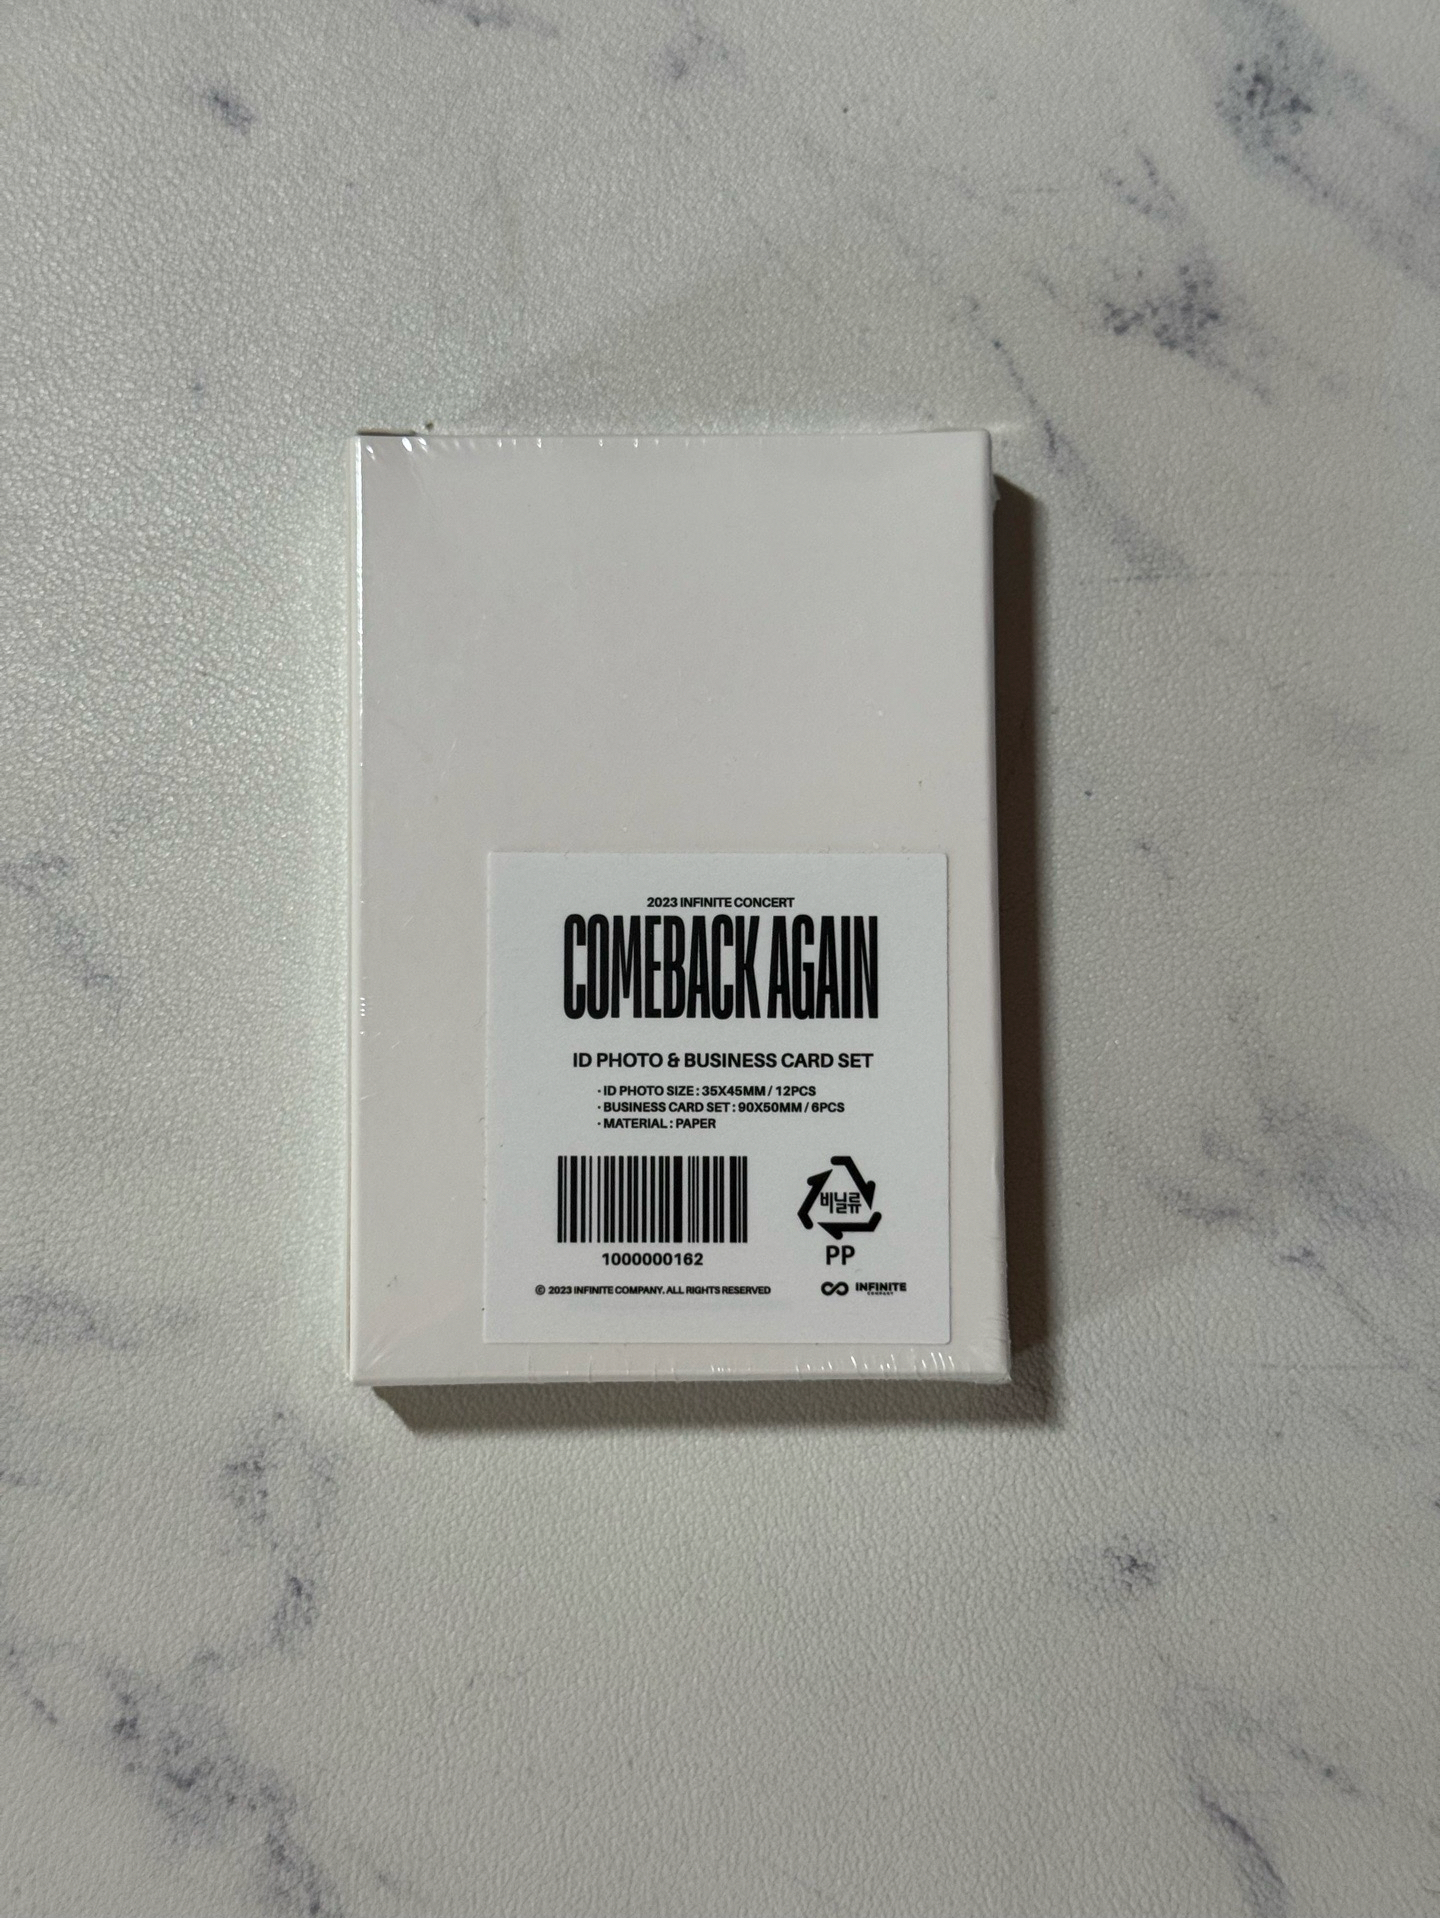 2023 INFINITE CONCERT
COMEBACK AGAIN
ID PHOTO & BUSINESS CARD SET
· ID PHOTO SIZE : 35X45MM / 12PCS
· BUSINESS CARD SET : 90X50MM / 6PCS
· MATERIAL : PAPER
비닐류
PP
1000000162
© 2023 INFINITE COMPANY. ALL RIGHTS RESERVED
INFINITE
COMPANY